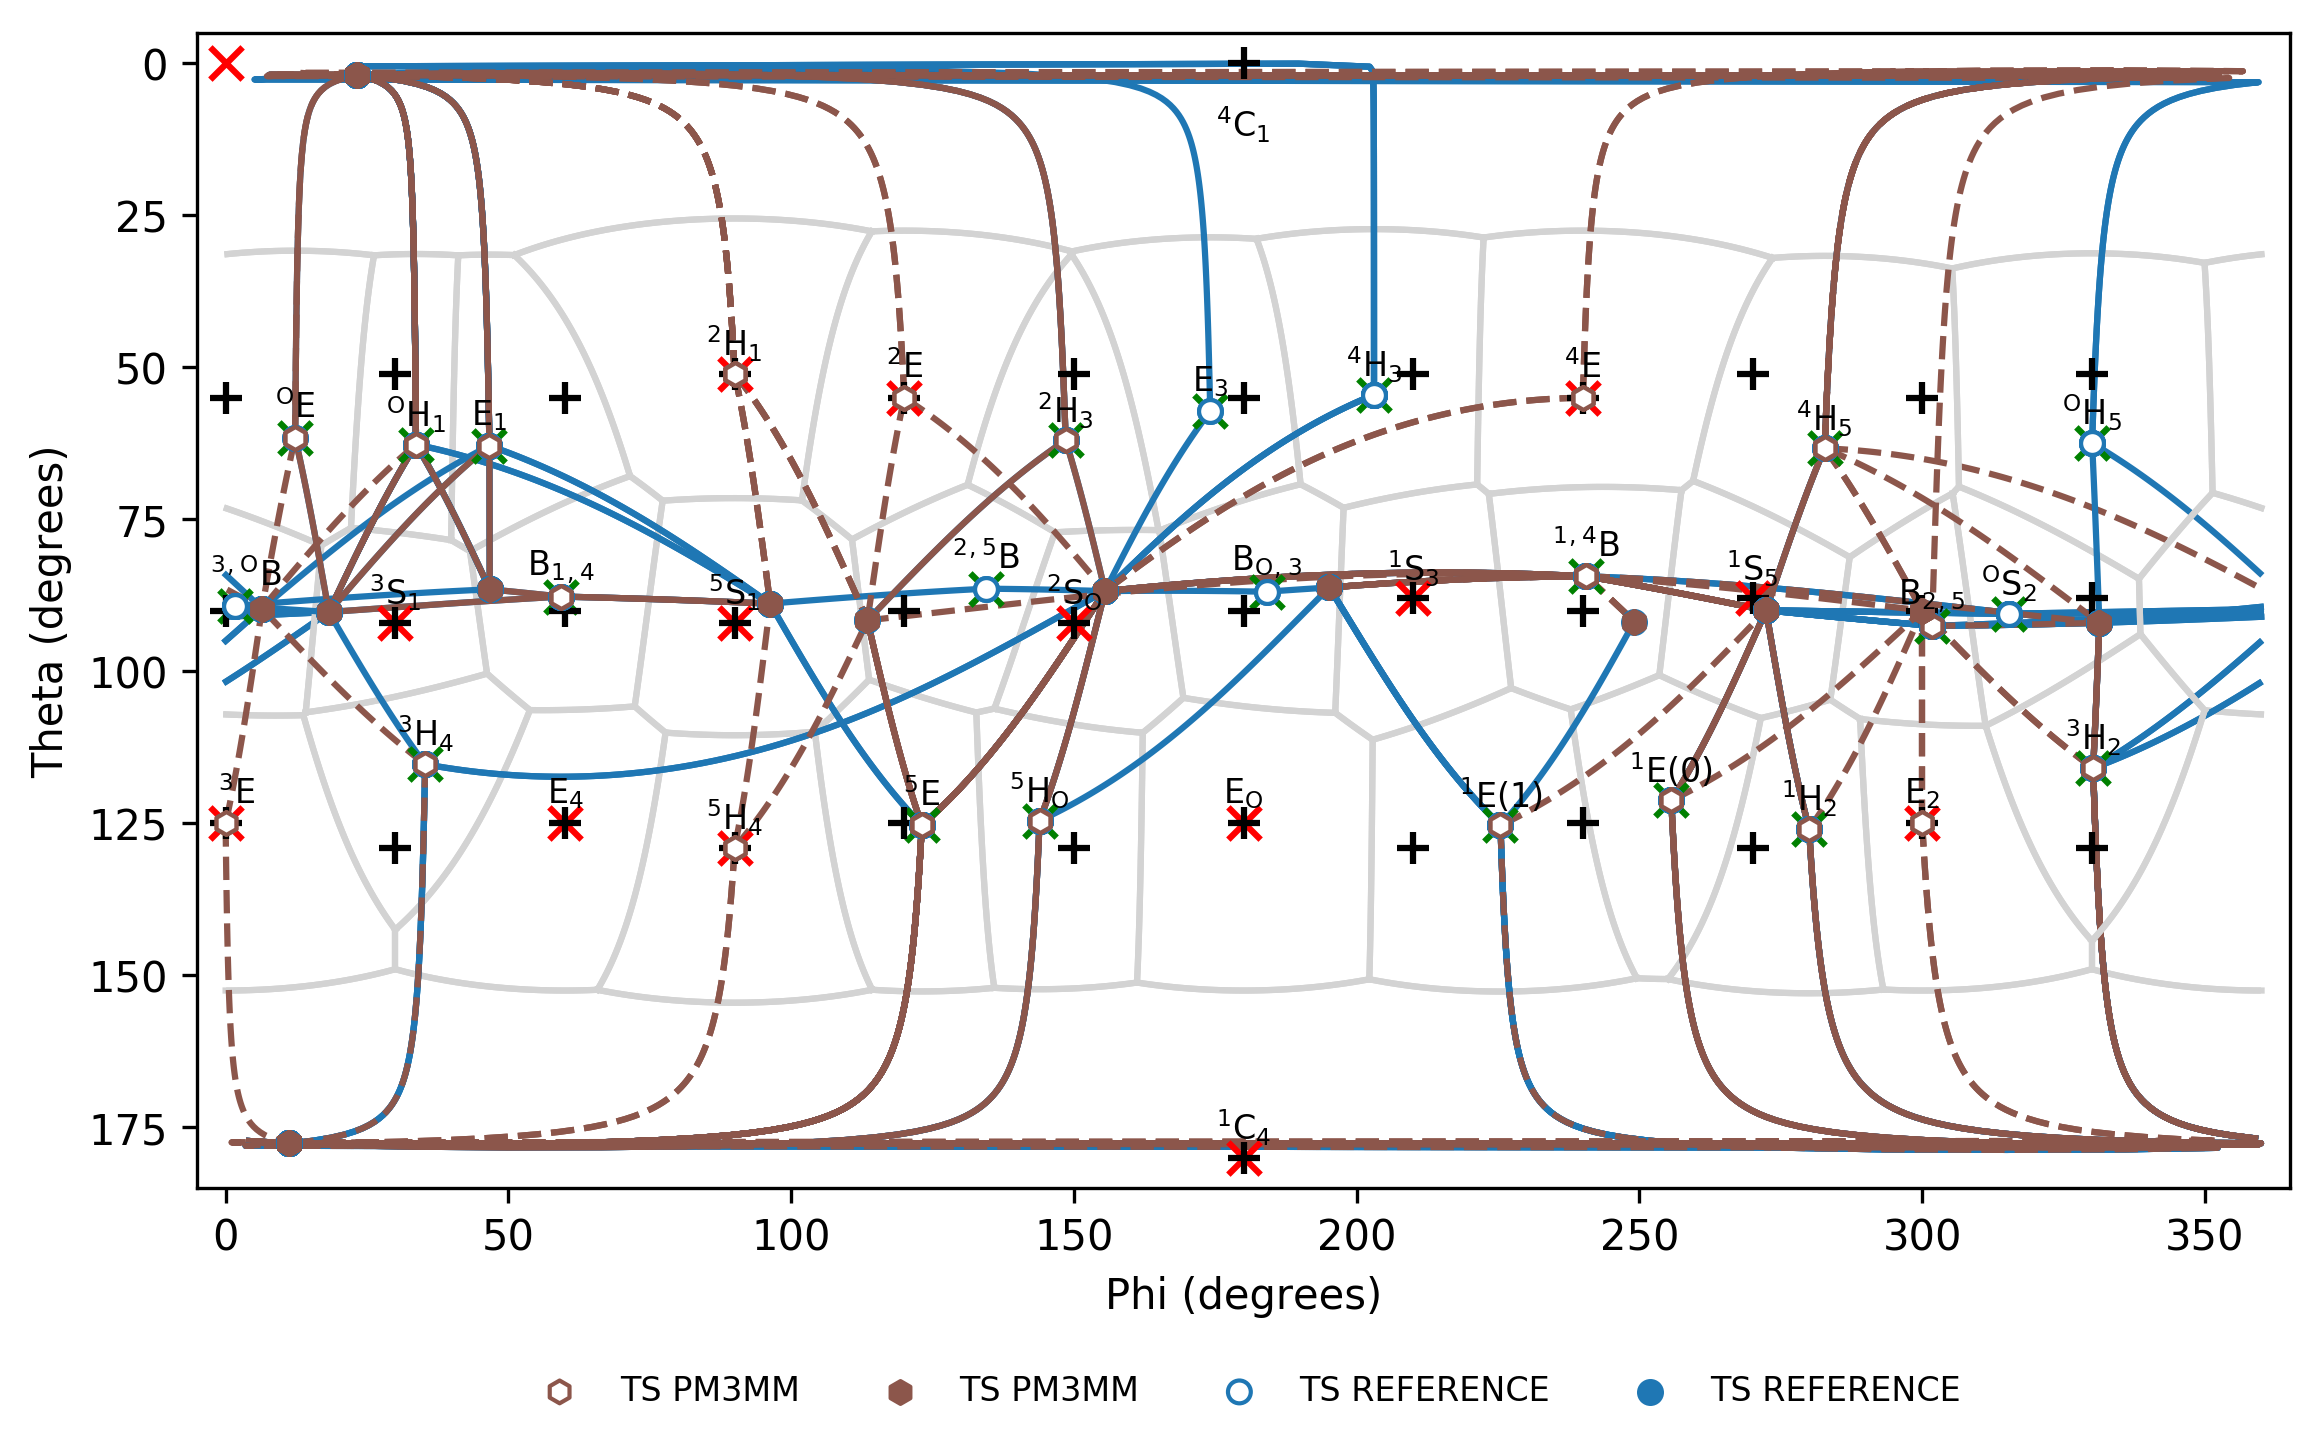 0
⁴C₁
25
²H₁
50
²E
E₃
⁴H₃
⁴E
ᴼE
ᴼH₁
E₁
²H₃
⁴H₅
ᴼH₅
75
³,ᴼB
³S₁
B₁,₄
⁵S₁
²,⁵B
²Sₒ
Bₒ,₃
¹S₃
¹,⁴B
¹S₅
B₂,₅
ᴼS₂
Theta (degrees)
100
³H₄
³H₂
³E
E₄
⁵H₄
⁵E
⁵Hₒ
Eₒ
¹E(1)
¹E(0)
¹H₂
E₂
125
150
175
¹C₄
0 50 100 150 200 250 300 350
Phi (degrees)
TS PM3MM TS PM3MM TS REFERENCE TS REFERENCE